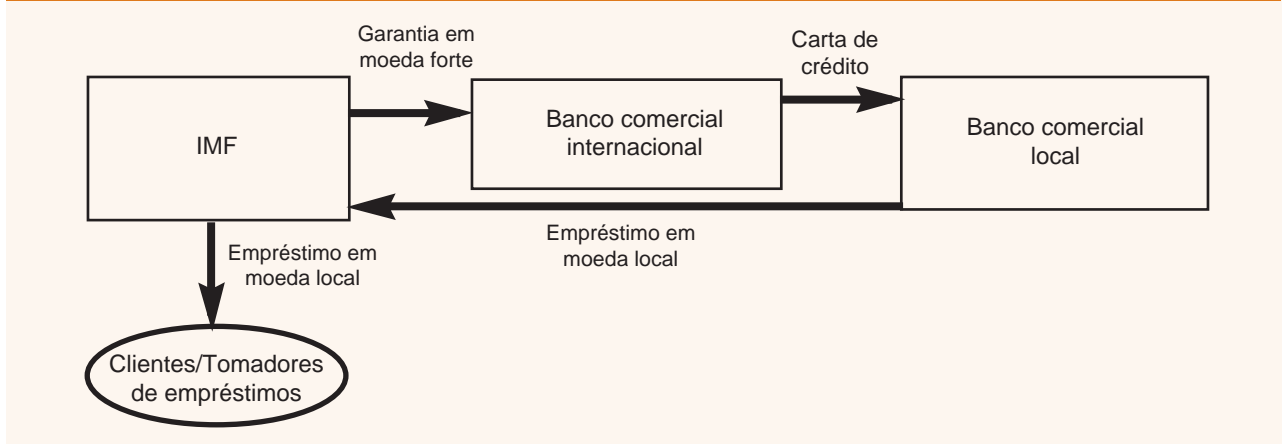 Garantia em
moeda forte
Carta de
crédito
IMF
Banco comercial
internacional
Banco comercial
local
Empréstimo em
moeda local
Empréstimo em
moeda local
Clientes/Tomadores
de empréstimos